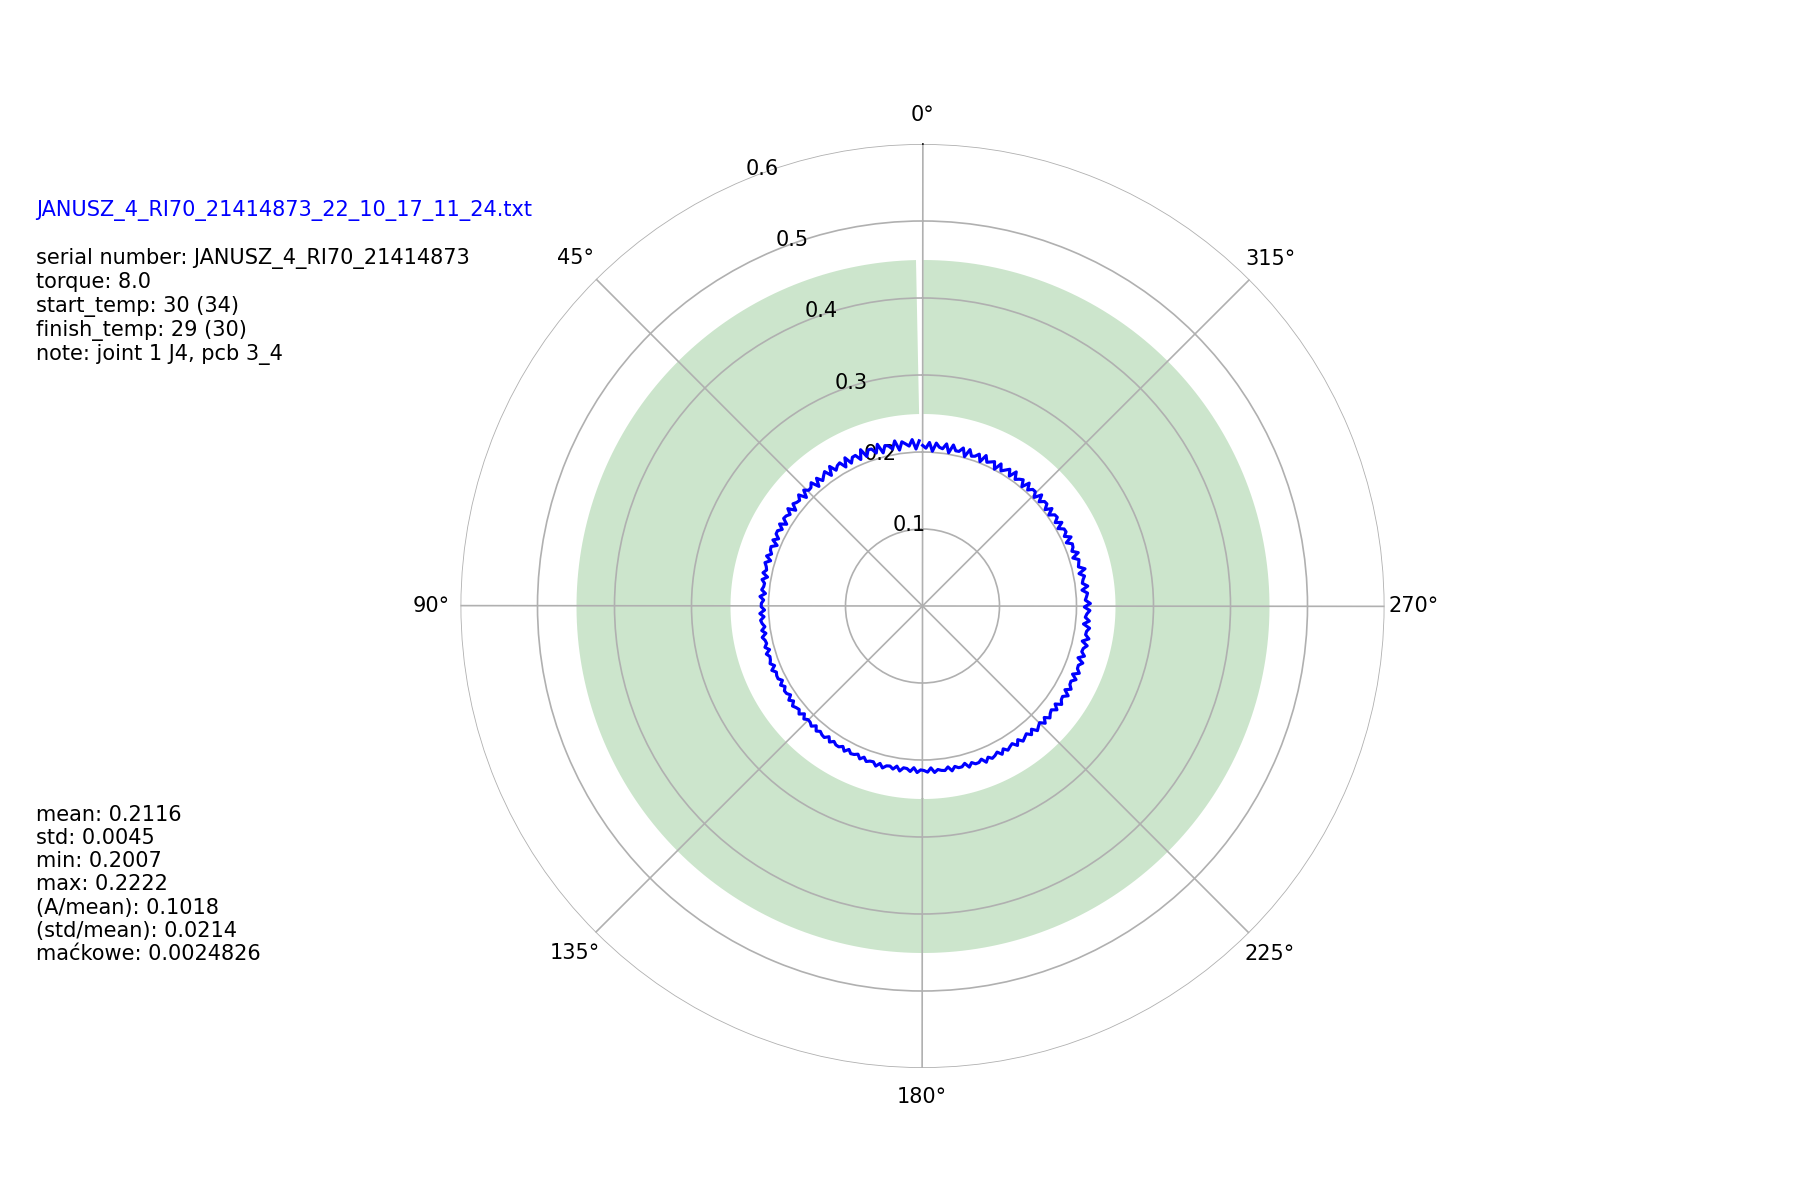 0°
0.6
JANUSZ_4_RI70_21414873_22_10_17_11_24.txt
0.5
serial number: JANUSZ_4_RI70_21414873
45°
315°
torque: 8.0
start_temp: 30 (34)
0.4
finish_temp: 29 (30)
note: joint 1 J4, pcb 3_4
0.3
0.2
0.1
90°
270°
mean: 0.2116
std: 0.0045
min: 0.2007
max: 0.2222
(A/mean): 0.1018
(std/mean): 0.0214
maćkowe: 0.0024826
135°
225°
180°